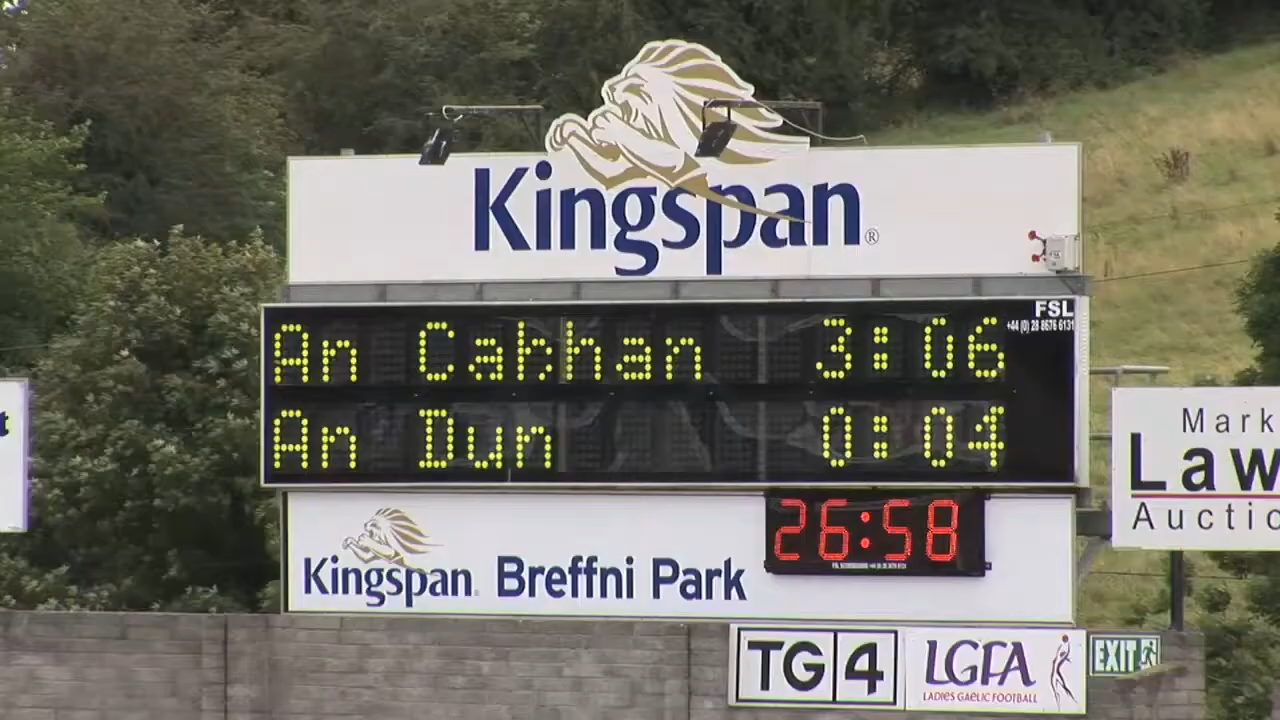 Kingspan®
FSL
+44 (0) 28 8676 6131
An Cabhan 3:06
An Dun 0:04
26:58
Kingspan. Breffni Park
Mark
Law
Auctio
TG4
LGFA
LADIES GAELIC FOOTBALL
EXIT
t